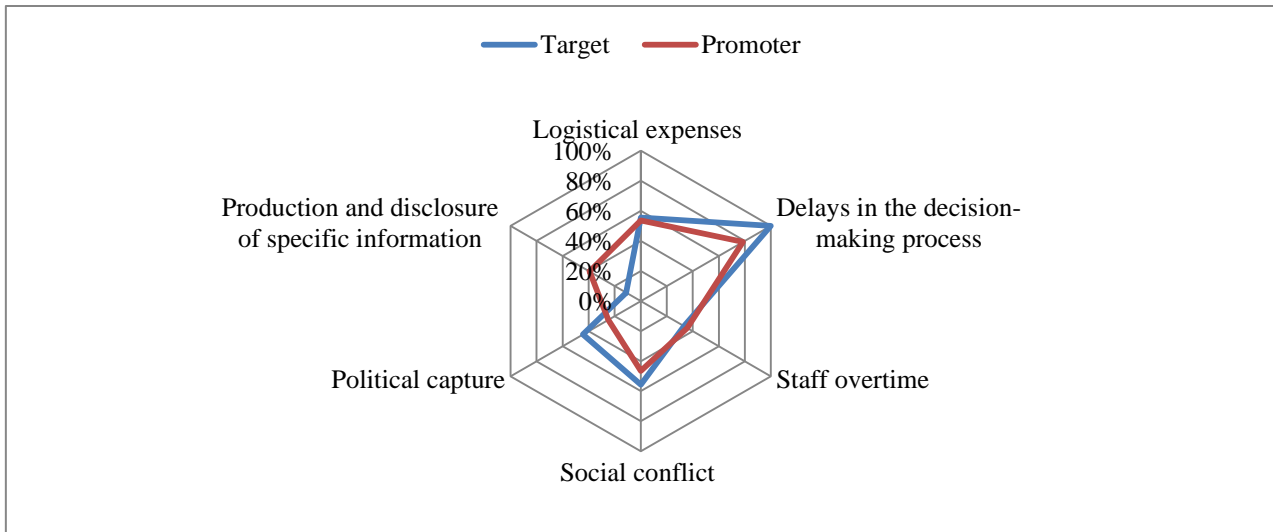 Target Promoter
Logistical expenses
100%
80%
60%
40%
20%
0%
Delays in the decision-
making process
Staff overtime
Social conflict
Political capture
Production and disclosure
of specific information